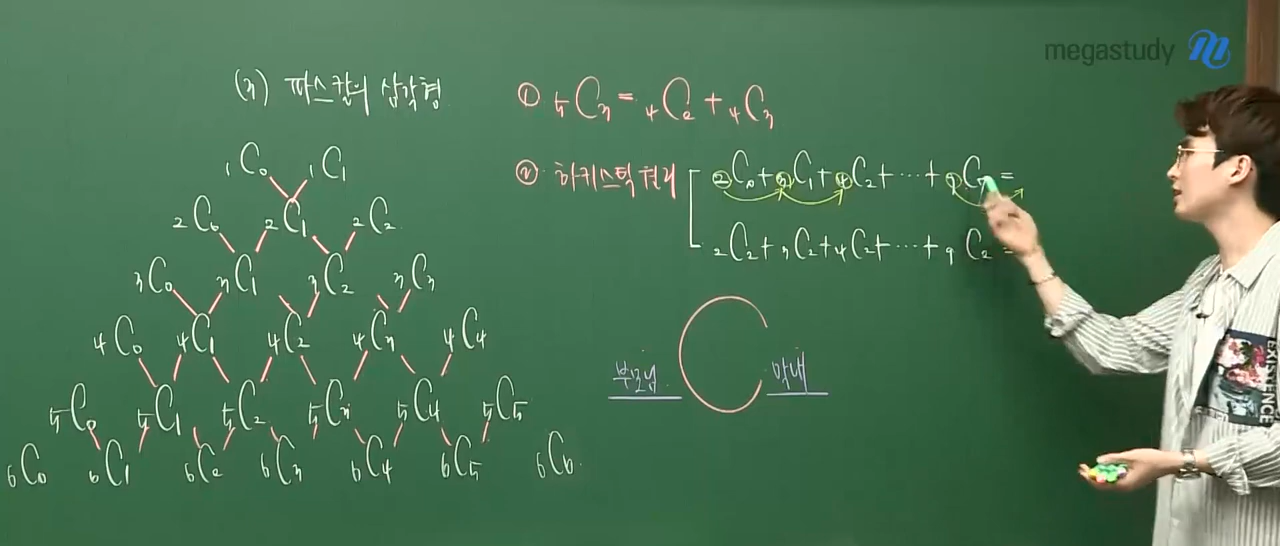 megastudy
(3) 파스칼의 삼각형
① ₅C₃ = ₄C₂ + ₄C₃
② 하키스틱 원리
₂C₀ + ₃C₁ + ₄C₂ + ⋯ + ₉C₇ =
₂C₂ + ₃C₂ + ₄C₂ + ⋯ + ₉C₂ =
₁C₀ ₁C₁
₂C₀ ₂C₁ ₂C₂
₃C₀ ₃C₁ ₃C₂ ₃C₃
₄C₀ ₄C₁ ₄C₂ ₄C₃ ₄C₄
₅C₀ ₅C₁ ₅C₂ ₅C₃ ₅C₄ ₅C₅
₆C₀ ₆C₁ ₆C₂ ₆C₃ ₆C₄ ₆C₅ ₆C₆
부모님 C 막내
EXISTENCE